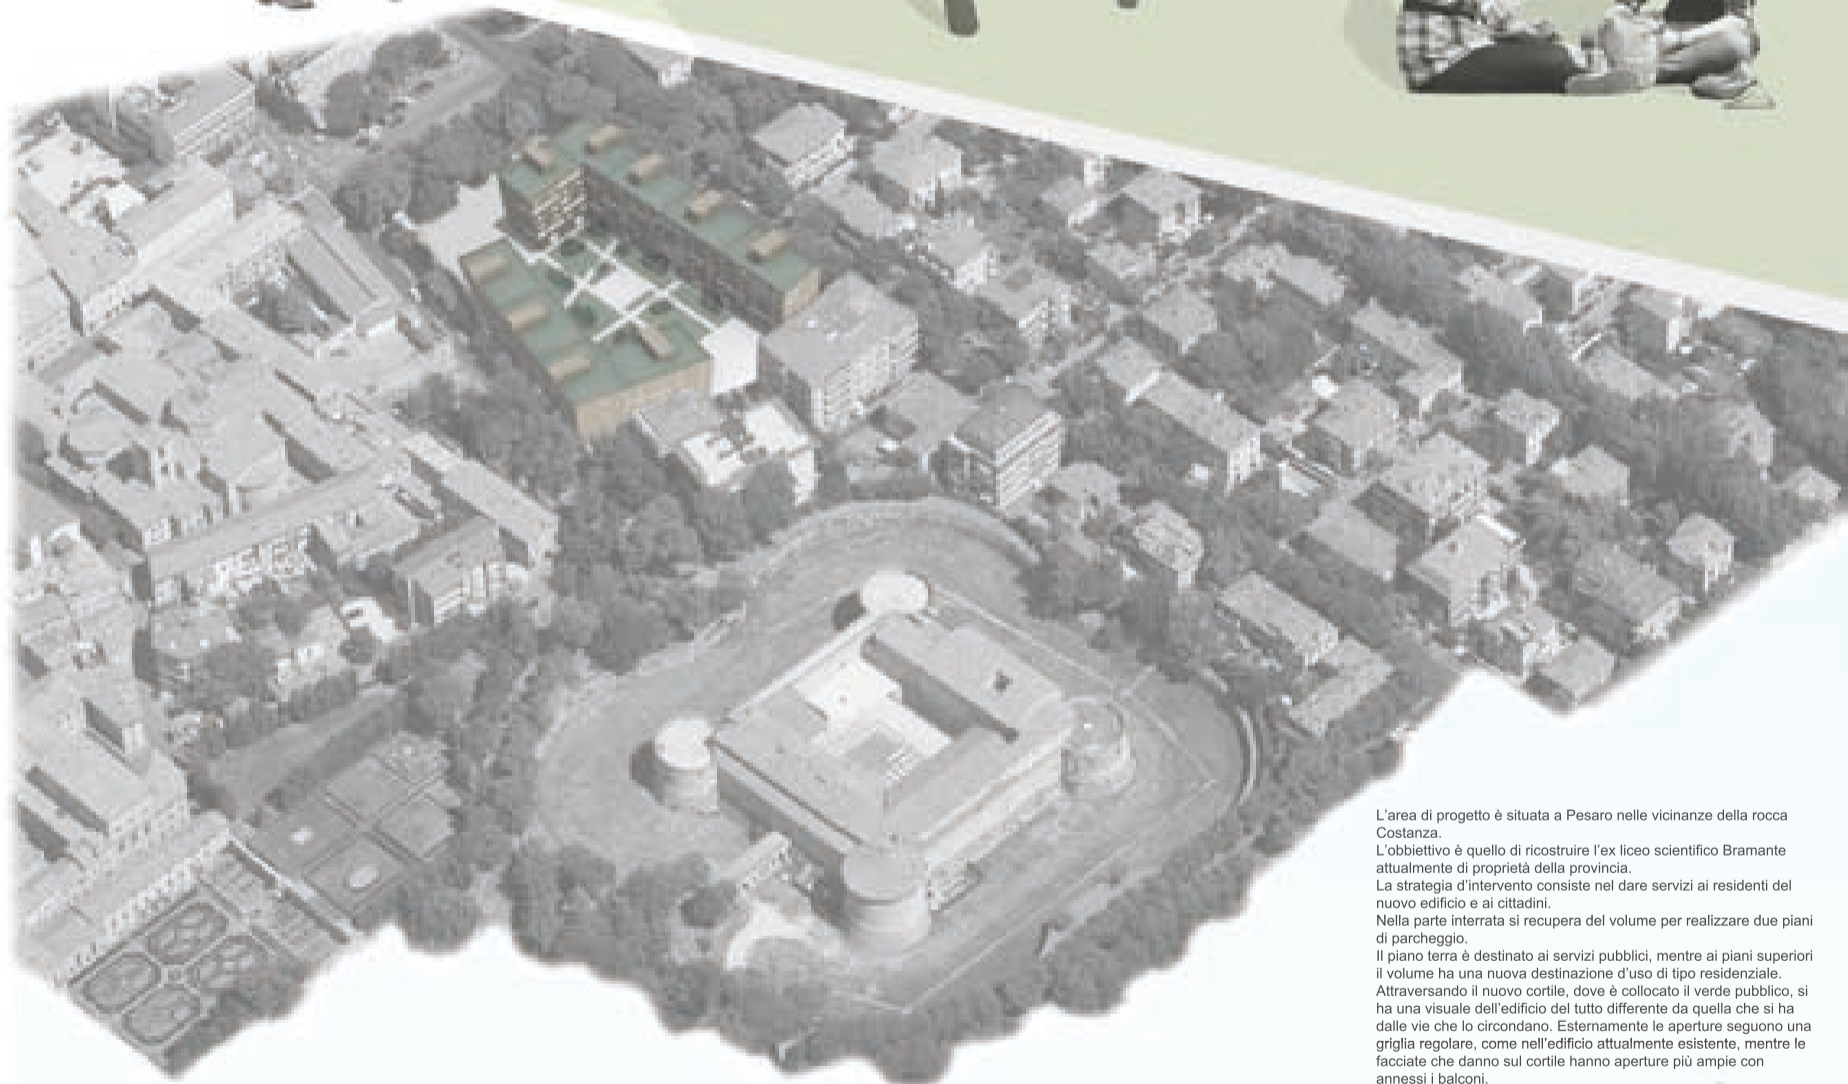 L'area di progetto è situata a Pesaro nelle vicinanze della rocca
Costanza.
L'obbiettivo è quello di ricostruire l'ex liceo scientifico Bramante
attualmente di proprietà della provincia.
La strategia d'intervento consiste nel dare servizi ai residenti del
nuovo edificio e ai cittadini.
Nella parte interrata si recupera del volume per realizzare due piani
di parcheggio.
Il piano terra è destinato ai servizi pubblici, mentre ai piani superiori
il volume ha una nuova destinazione d'uso di tipo residenziale.
Attraversando il nuovo cortile, dove è collocato il verde pubblico, si
ha una visuale dell'edificio del tutto differente da quella che si ha
dalle vie che lo circondano. Esternamente le aperture seguono una
griglia regolare, come nell'edificio attualmente esistente, mentre le
facciate che danno sul cortile hanno aperture più ampie con
annessi i balconi.